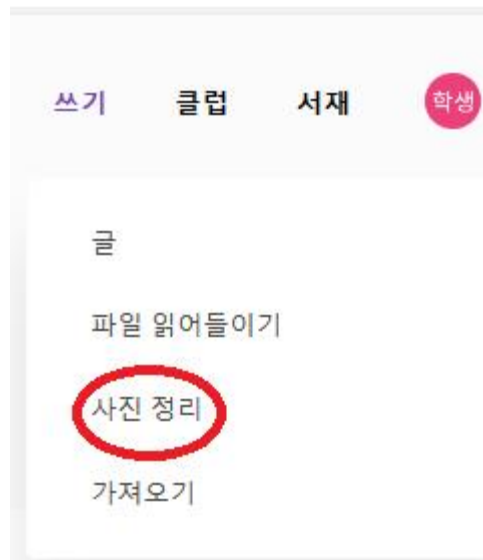 쓰기 클럽 서재 학생
글
파일 읽어들이기
사진 정리
가져오기